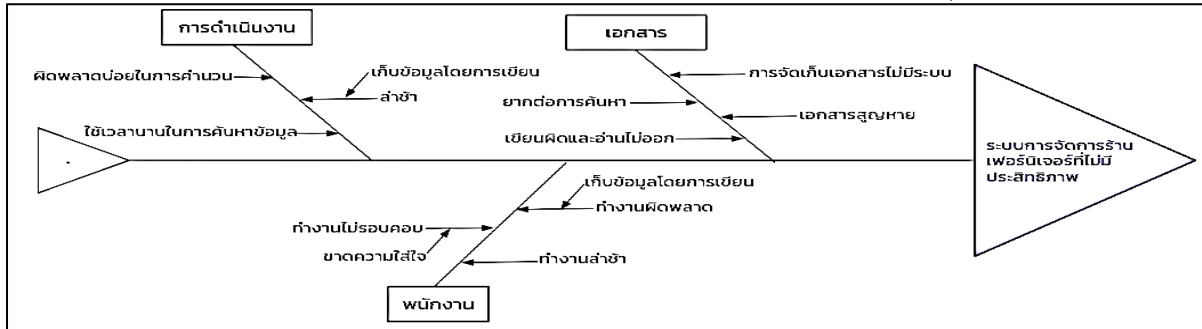 การดำเนินงาน
เอกสาร
ผิดพลาดบ่อยในการคำนวน
เก็บข้อมูลโดยการเขียน
ล่าช้า
ใช้เวลานานในการค้นหาข้อมูล
การจัดเก็บเอกสารไม่มีระบบ
ยากต่อการค้นหา
เอกสารสูญหาย
เขียนผิดและอ่านไม่ออก
ระบบการจัดการร้าน
เฟอร์นิเจอร์ที่ไม่มี
ประสิทธิภาพ
เก็บข้อมูลโดยการเขียน
ทำงานผิดพลาด
ทำงานไม่รอบคอบ
ขาดความใส่ใจ
ทำงานล่าช้า
พนักงาน